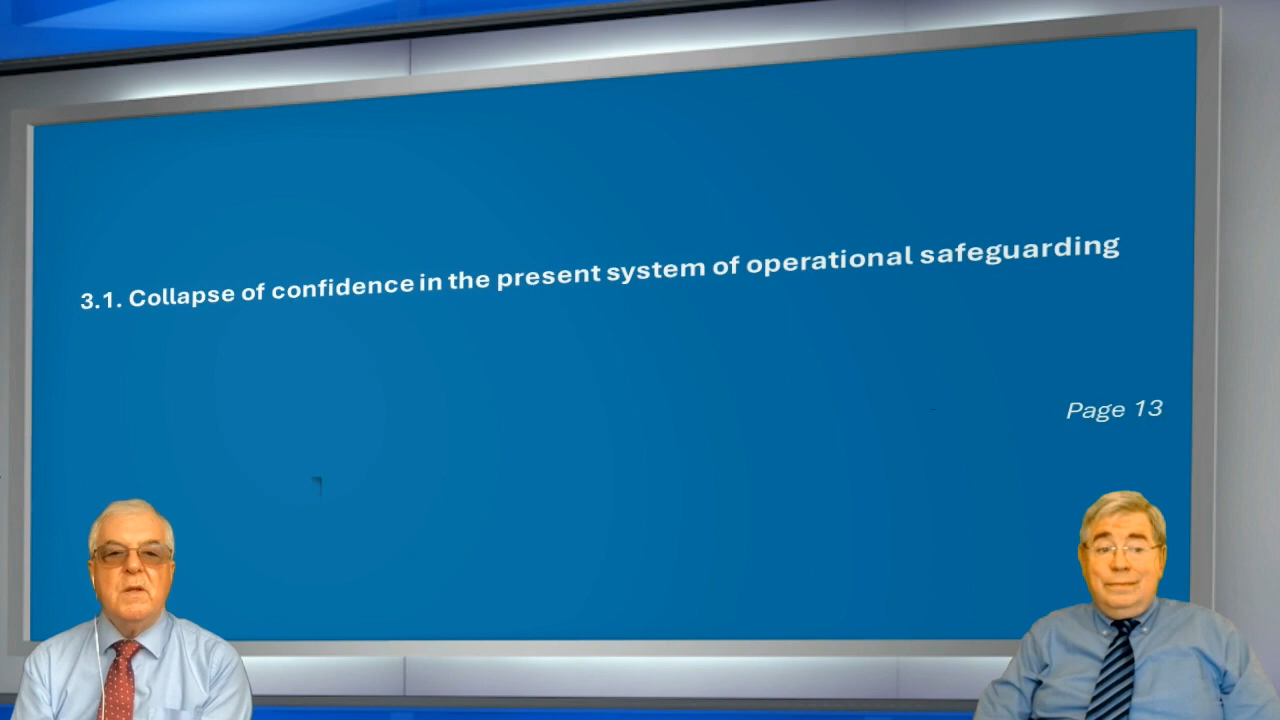 3.1. Collapse of confidence in the present system of operational safeguarding
Page 13